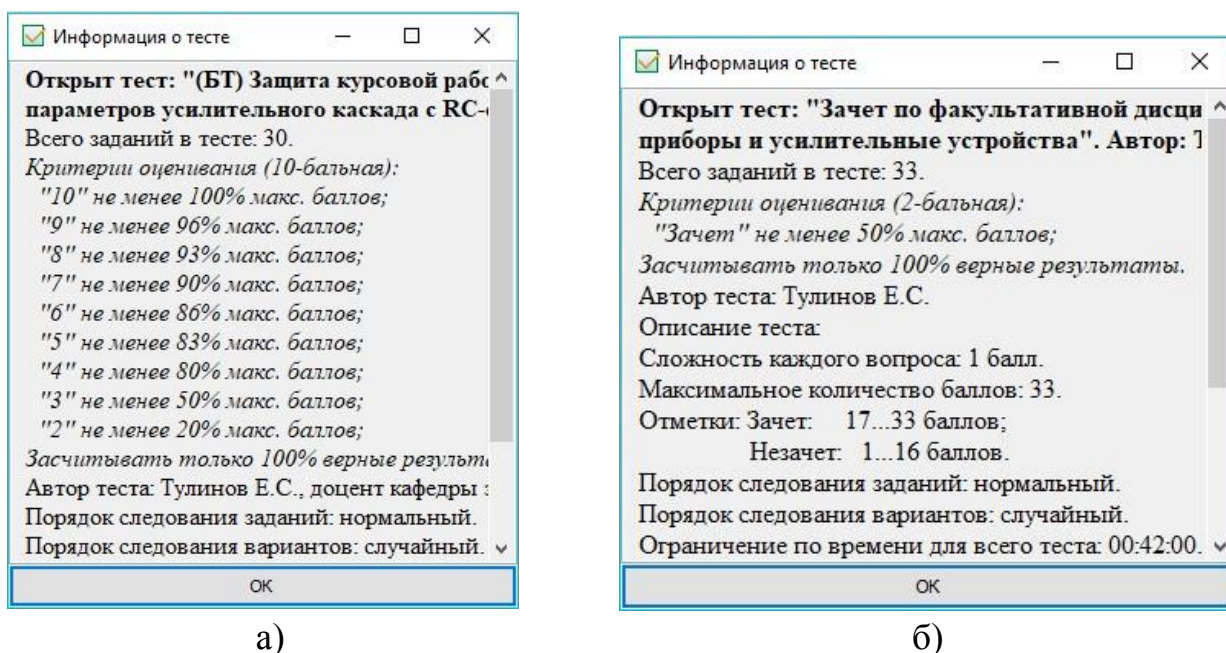 Информация о тесте
Открыт тест: "(БТ) Защита курсовой
параметров усилительного каскада с
Всего заданий в тесте: 30.
Критерии оценивания (10-бальная):
"10" не менее 100% макс. баллов;
"9" не менее 96% макс. баллов;
"8" не менее 93% макс. баллов;
"7" не менее 90% макс. баллов;
"6" не менее 86% макс. баллов;
"5" не менее 83% макс. баллов;
"4" не менее 80% макс. баллов;
"3" не менее 50% макс. баллов;
"2" не менее 20% макс. баллов;
Засчитывать только 100% верные
Автор теста: Тулинов Е.С., доцент кафедры
Порядок следования заданий: нормальный.
Порядок следования вариантов: случайный.
OK
а)
Информация о тесте
Открыт тест: "Зачет по факультативной
приборы и усилительные устройства". Автор:
Всего заданий в тесте: 33.
Критерии оценивания (2-бальная):
"Зачет" не менее 50% макс. баллов;
Засчитывать только 100% верные результаты.
Автор теста: Тулинов Е.С.
Описание теста:
Сложность каждого вопроса: 1 балл.
Максимальное количество баллов: 33.
Отметки: Зачет: 17...33 баллов;
Незачет: 1...16 баллов.
Порядок следования заданий: нормальный.
Порядок следования вариантов: случайный.
Ограничение по времени для всего теста: 00:42:00.
OK
б)